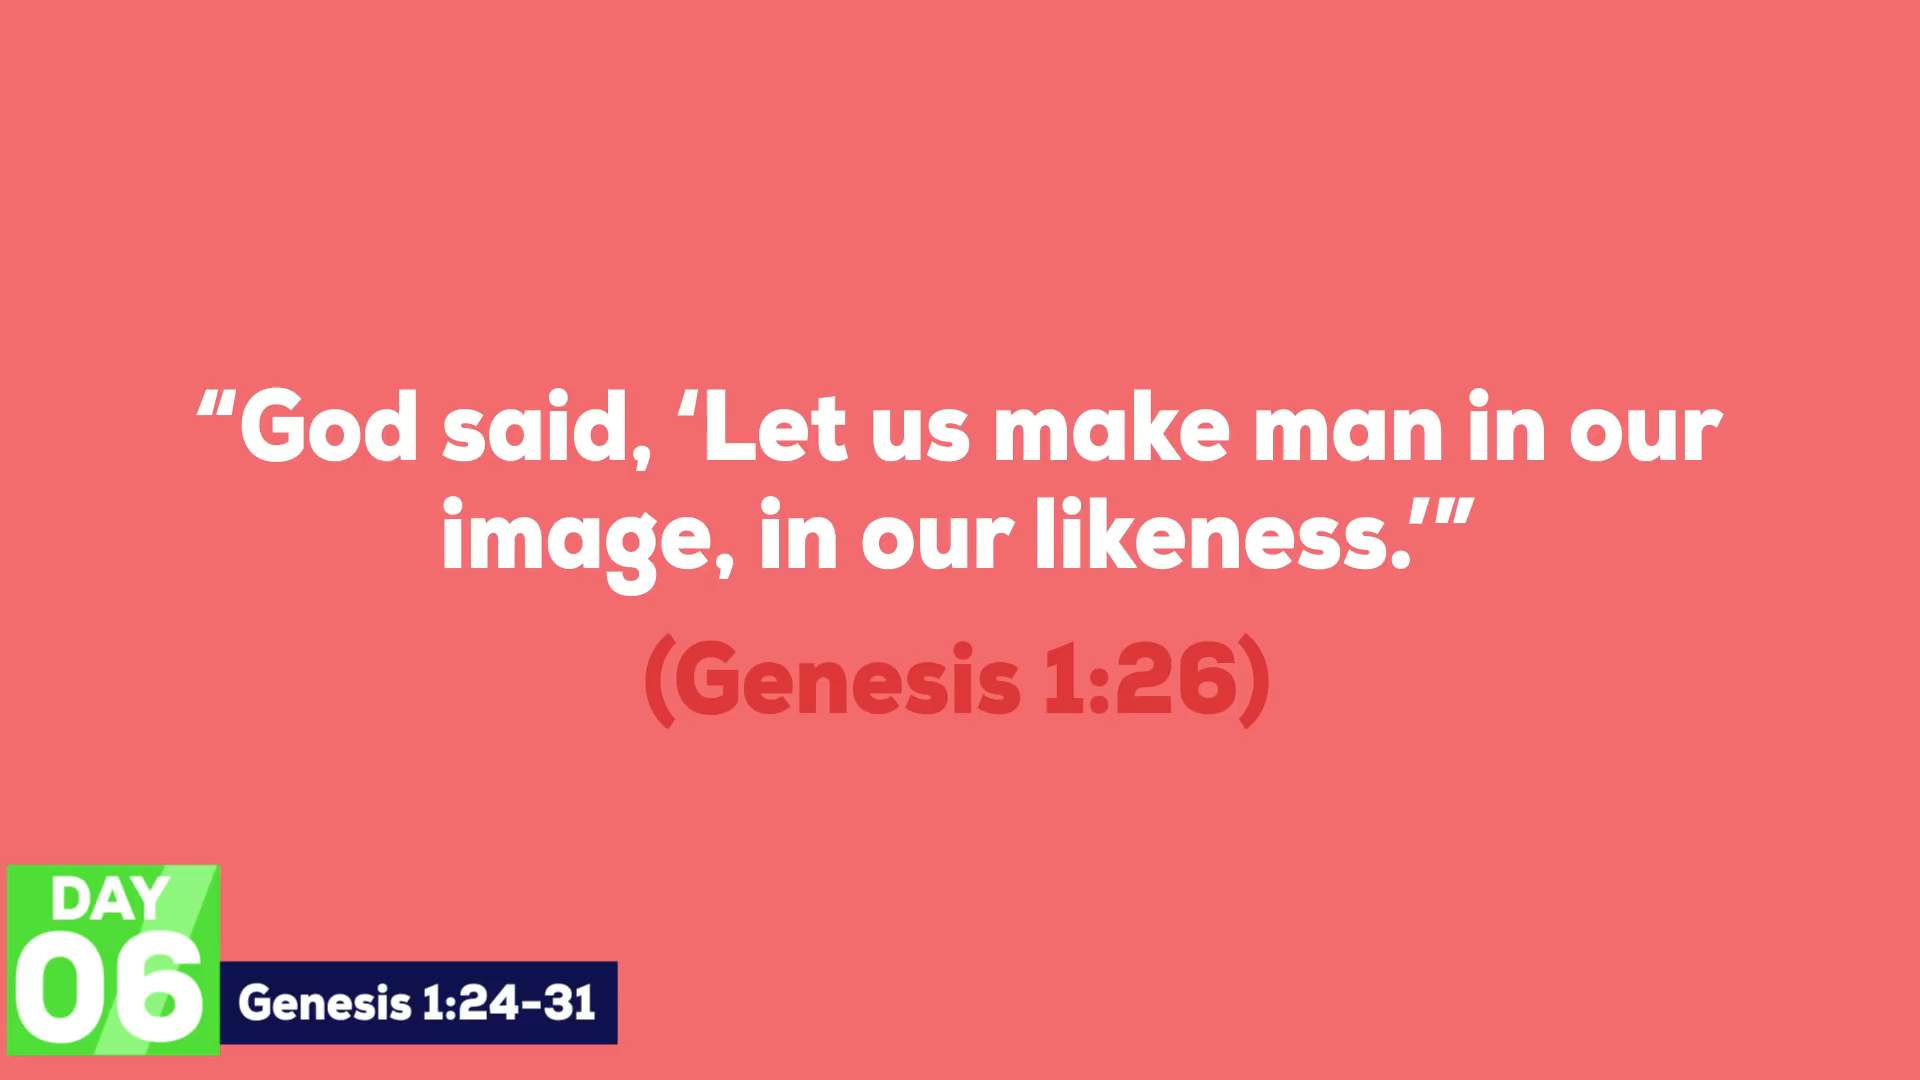 “God said, ‘Let us make man in our
image, in our likeness.’”
(Genesis 1:26)
DAY
06
Genesis 1:24-31